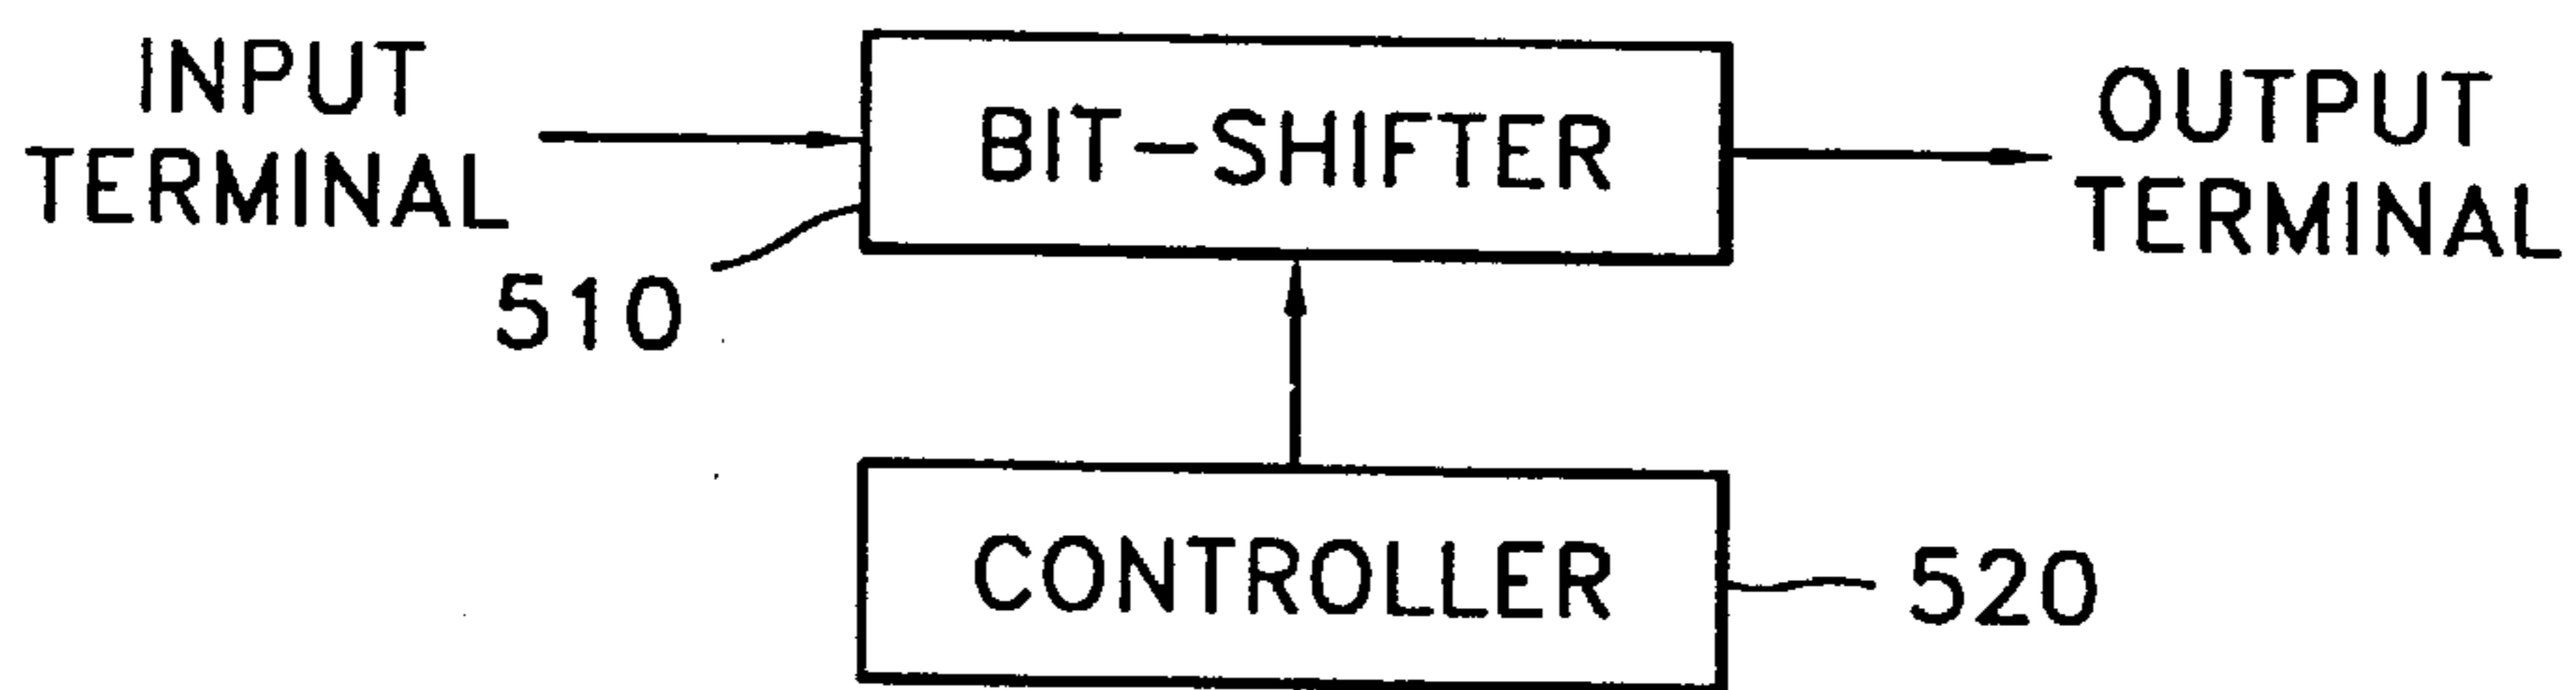 INPUT
TERMINAL
BIT-SHIFTER
OUTPUT
TERMINAL
510
CONTROLLER
520